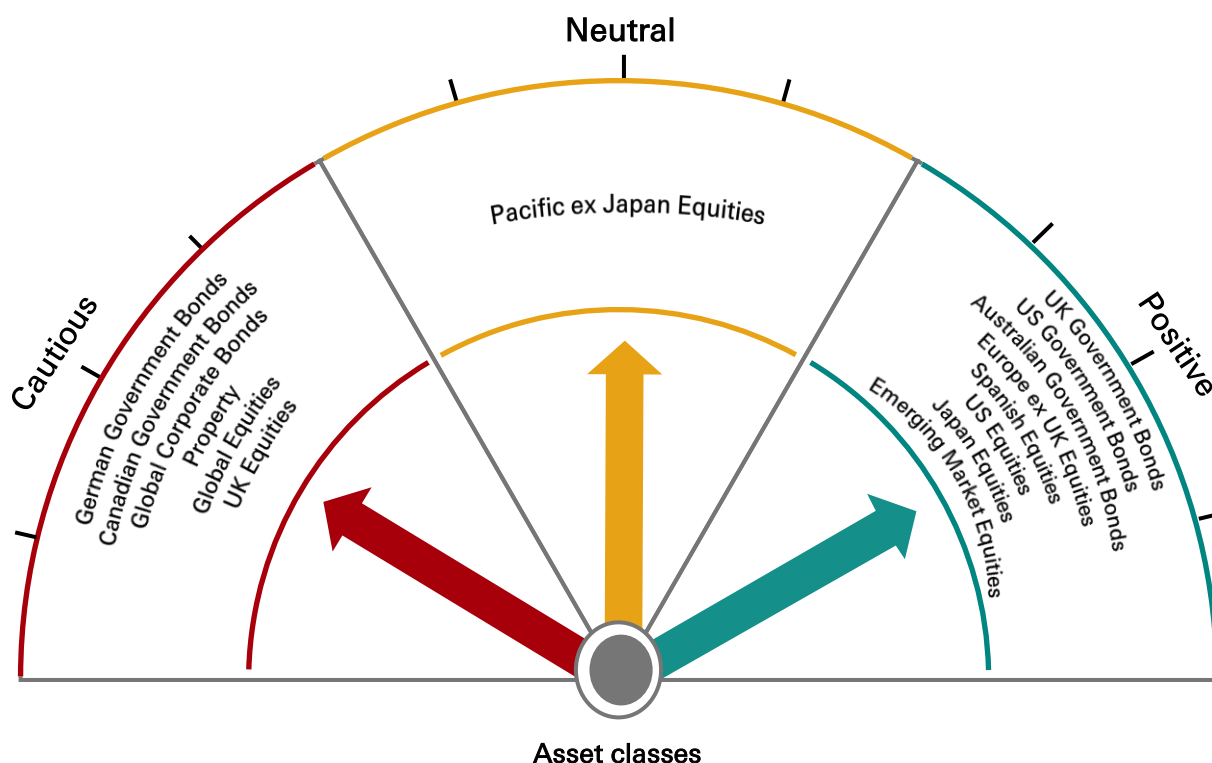 Neutral
Cautious
Positive
Pacific ex Japan Equities
German Government Bonds
Canadian Government Bonds
Global Corporate Bonds
Property
Global Equities
UK Equities
UK Government Bonds
US Government Bonds
Australian Government Bonds
Europe ex UK Equities
Spanish Equities
US Equities
Japan Equities
Emerging Market Equities
Asset classes